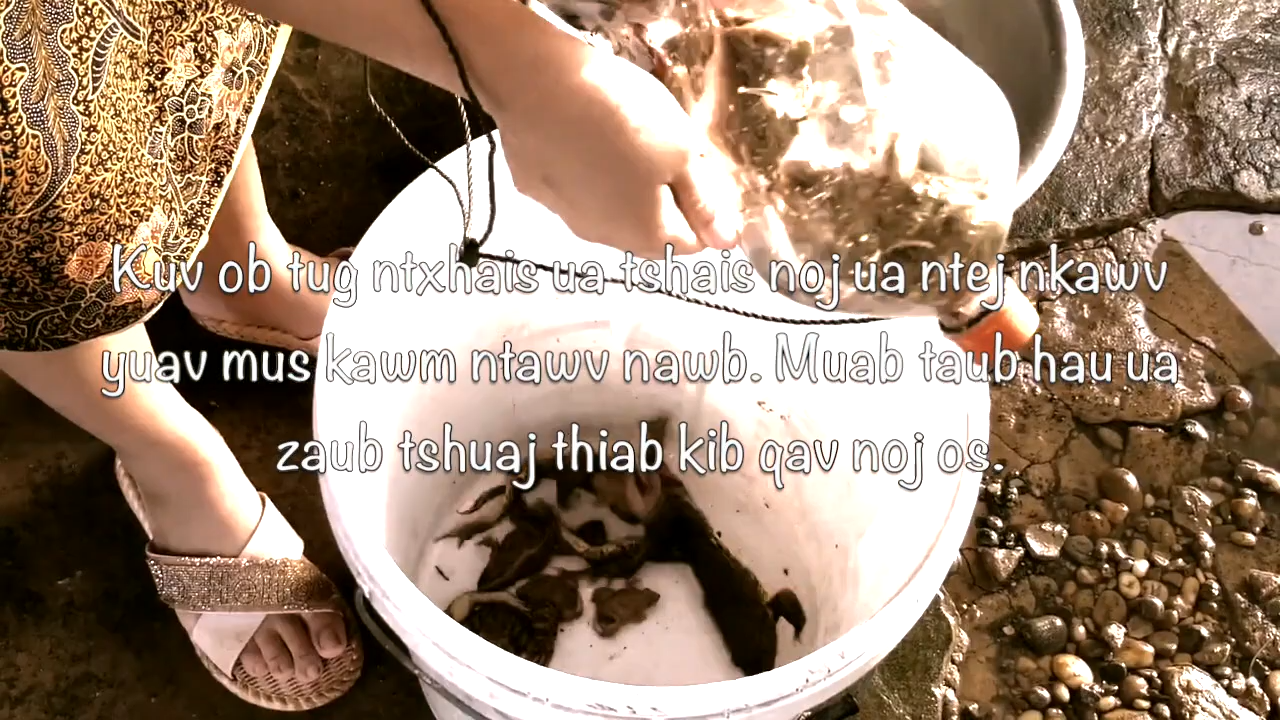 Kuv ob tug ntxhais ua tshais noj ua ntej nkawv
yuav mus kawm ntawv nawb. Muab taub hau ua
zaub tshuaj thiab kib qav noj os.